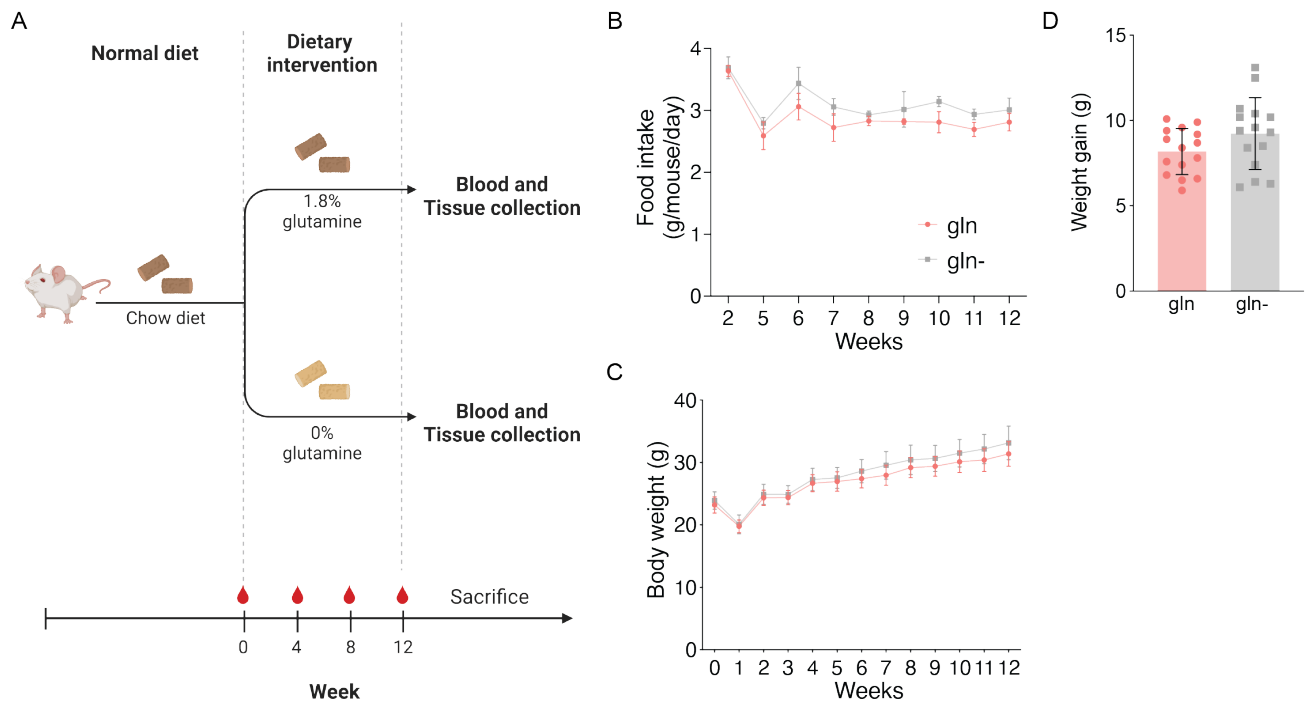 A
Normal diet
Dietary
intervention
1.8%
glutamine
Blood and
Tissue collection
Chow diet
0%
glutamine
Blood and
Tissue collection
Sacrifice
0
4
8
12
Week
B
Food intake
(g/mouse/day)
4
3
2
1
0
gln
gln-
2 5 6 7 8 9 10 11 12
Weeks
C
Body weight (g)
40
30
20
10
0
0 1 2 3 4 5 6 7 8 9 10 11 12
Weeks
D
Weight gain (g)
15
10
5
0
gln gln-